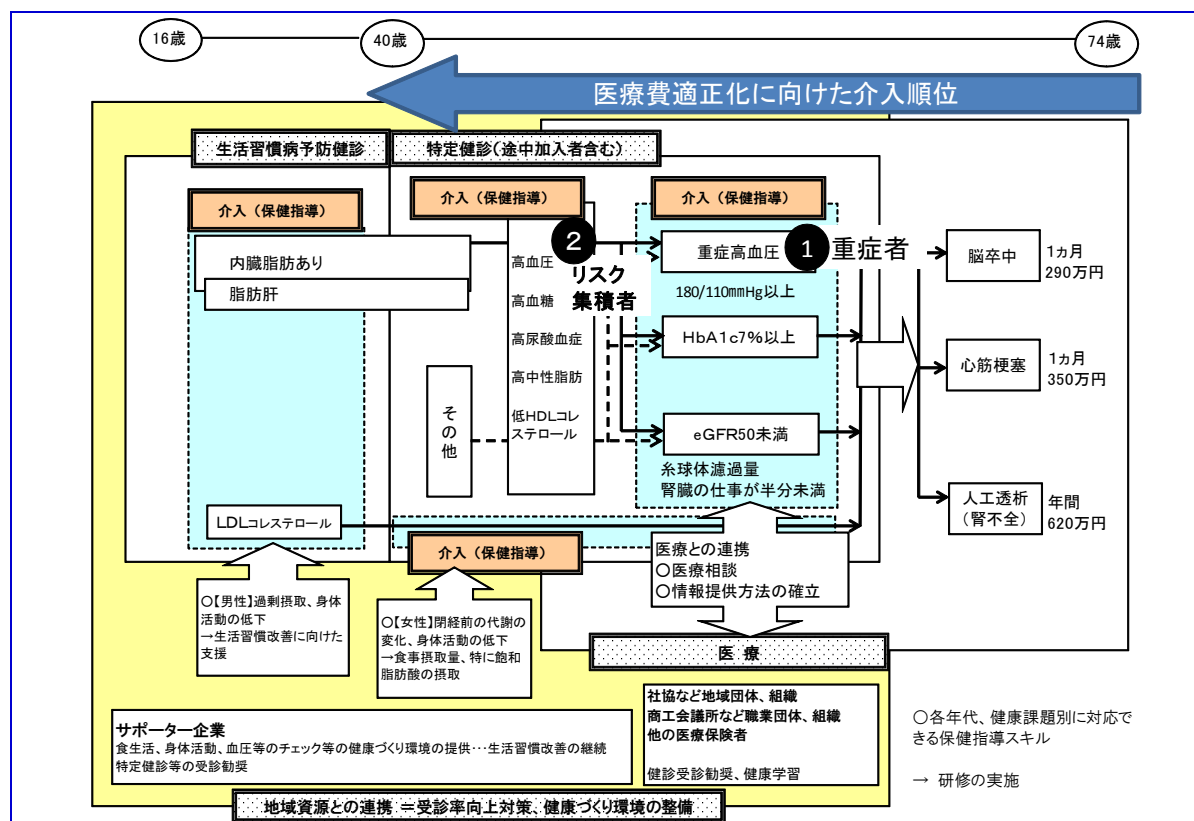 16歳
40歳
74歳
医療費適正化に向けた介入順位
生活習慣病予防健診
特定健診(途中加入者含む)
介入（保健指導）
介入（保健指導）
介入（保健指導）
内臓脂肪あり
脂肪肝
高血圧
高血糖
高尿酸血症
高中性脂肪
低HDLコレ
ステロール
その他
❷
リスク
集積者
重症高血圧
❶重症者
180/110mmHg以上
HbA1c7%以上
eGFR50未満
糸球体濾過量
腎臓の仕事が半分未満
脳卒中
1ヵ月
290万円
心筋梗塞
1ヵ月
350万円
人工透析
(腎不全)
年間
620万円
LDLコレステロール
介入（保健指導）
医療との連携
○医療相談
○情報提供方法の確立
○【男性】過剰摂取、身体
活動の低下
→生活習慣改善に向けた
支援
○【女性】閉経前の代謝の
変化、身体活動の低下
→食事摂取量、特に飽和
脂肪酸の摂取
医 療
サポーター企業
食生活、身体活動、血圧等のチェック等の健康づくり環境の提供…生活習慣改善の継続
特定健診等の受診勧奨
社協など地域団体、組織
商工会議所など職業団体、組織
他の医療保険者
健診受診勧奨、健康学習
○各年代、健康課題別に対応で
きる保健指導スキル
→ 研修の実施
地域資源との連携 ＝受診率向上対策、健康づくり環境の整備